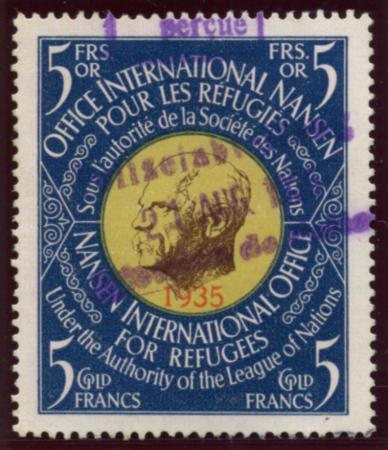 5 FRS. OR
FRS. OR 5
OFFICE INTERNATIONAL NANSEN
POUR LES RÉFUGIÉS
Sous l'autorité de la Société des Nations
perçue
1935
NANSEN INTERNATIONAL OFFICE
FOR REFUGEES
Under the Authority of the League of Nations
5 GOLD FRANCS
GOLD FRANCS 5